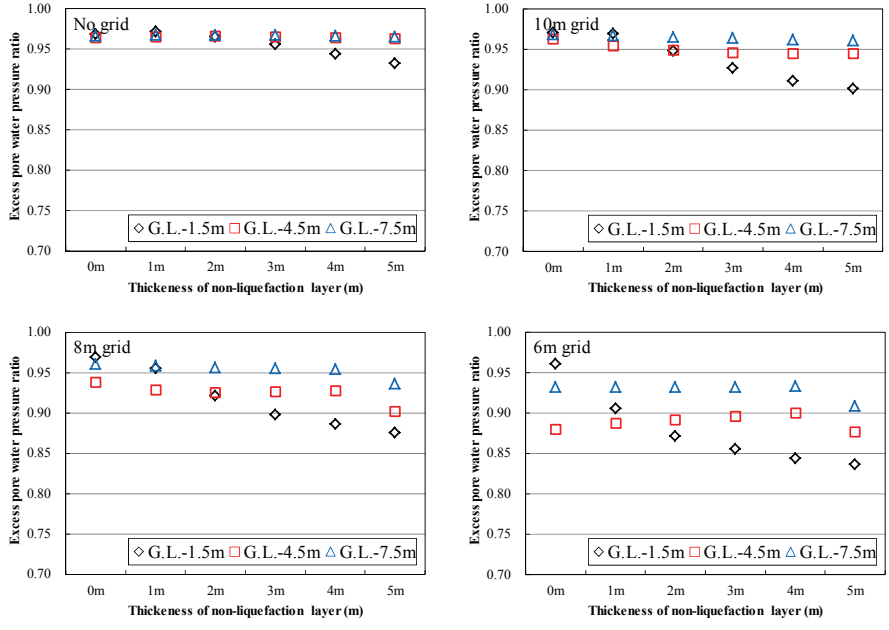 No grid
Excess pore water pressure ratio
1.00
0.95
0.90
0.85
0.80
0.75
0.70
G.L.-1.5m G.L.-4.5m G.L.-7.5m
0m 1m 2m 3m 4m 5m
Thickeness of non-liquefaction layer (m)
10m grid
Excess pore water pressure ratio
1.00
0.95
0.90
0.85
0.80
0.75
0.70
G.L.-1.5m G.L.-4.5m G.L.-7.5m
0m 1m 2m 3m 4m 5m
Thickeness of non-liquefaction layer (m)
8m grid
Excess pore water pressure ratio
1.00
0.95
0.90
0.85
0.80
0.75
0.70
G.L.-1.5m G.L.-4.5m G.L.-7.5m
0m 1m 2m 3m 4m 5m
Thickeness of non-liquefaction layer (m)
6m grid
Excess pore water pressure ratio
1.00
0.95
0.90
0.85
0.80
0.75
0.70
G.L.-1.5m G.L.-4.5m G.L.-7.5m
0m 1m 2m 3m 4m 5m
Thickeness of non-liquefaction layer (m)